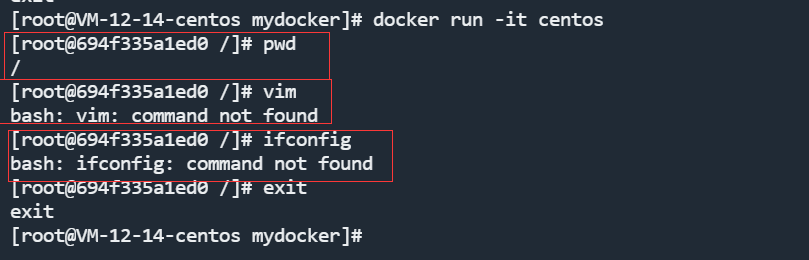 [root@VM-12-14-centos mydocker]# docker run -it centos
[root@694f335a1ed0 /]# pwd
/
[root@694f335a1ed0 /]# vim
bash: vim: command not found
[root@694f335a1ed0 /]# ifconfig
bash: ifconfig: command not found
[root@694f335a1ed0 /]# exit
exit
[root@VM-12-14-centos mydocker]#